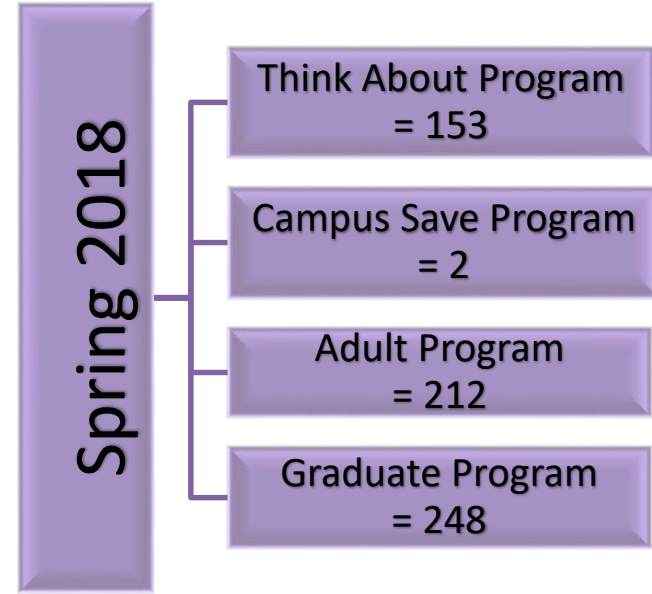 Spring 2018
Think About Program
= 153
Campus Save Program
= 2
Adult Program
= 212
Graduate Program
= 248